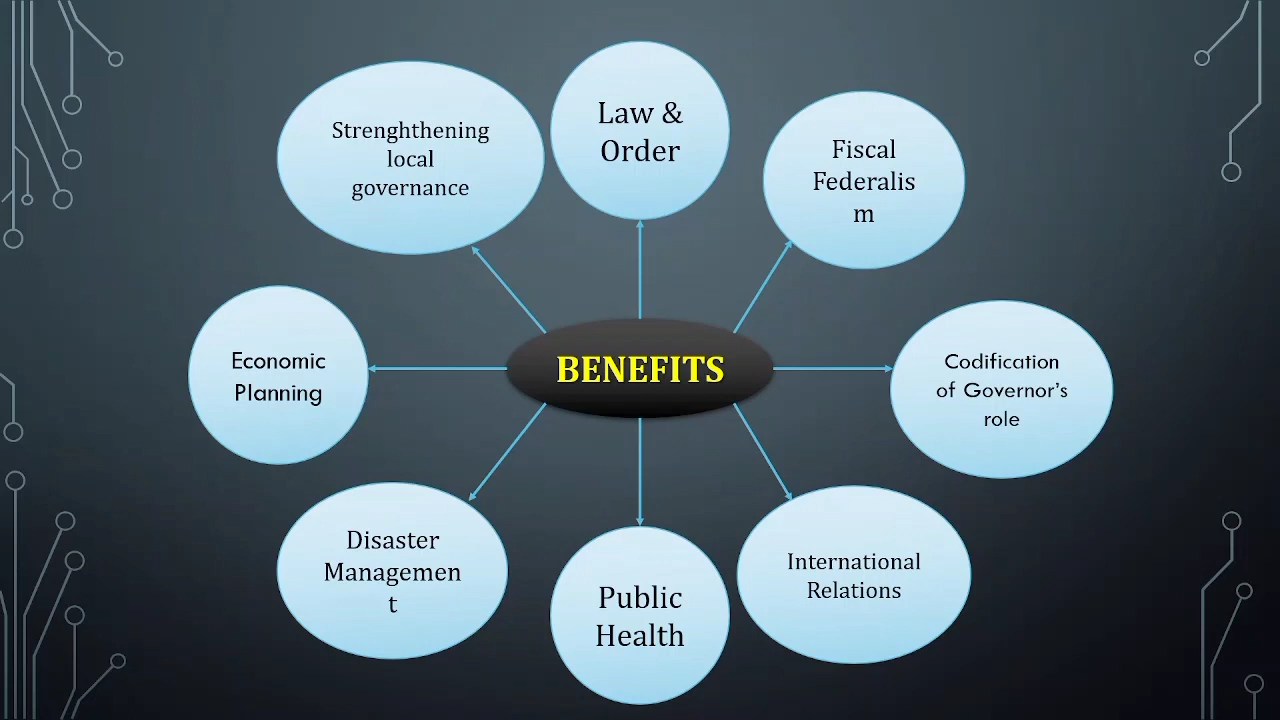 Law &
Order
Strenghthening
local
governance
Fiscal
Federalis
m
Economic
Planning
BENEFITS
Codification
of Governor's
role
Disaster
Managemen
t
Public
Health
International
Relations